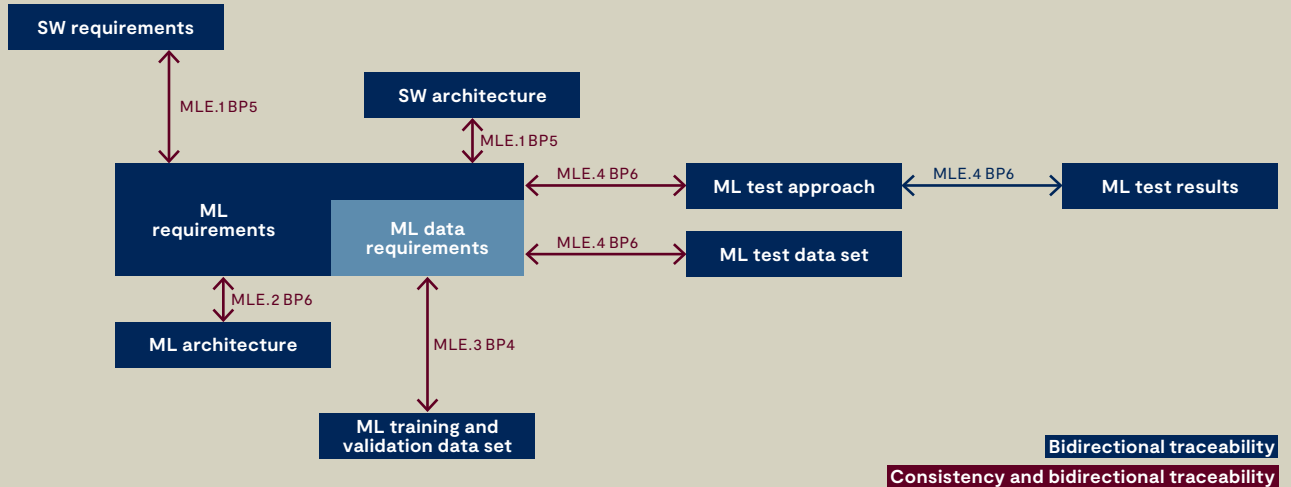 SW requirements
MLE.1 BP5
SW architecture
MLE.1 BP5
ML
requirements
ML data
requirements
MLE.4 BP6
ML test approach
MLE.4 BP6
ML test results
MLE.4 BP6
ML test data set
MLE.2 BP6
ML architecture
MLE.3 BP4
ML training and
validation data set
Bidirectional traceability
Consistency and bidirectional traceability